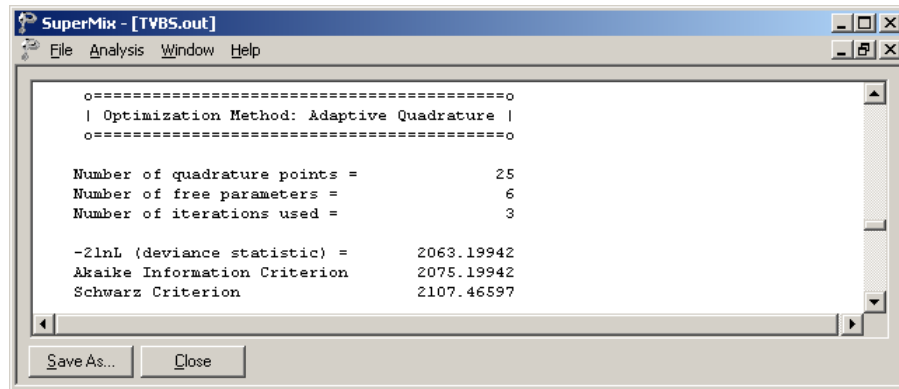 SuperMix - [TVBS.out]
File Analysis Window Help
o===========================================o
| Optimization Method: Adaptive Quadrature |
o===========================================o
Number of quadrature points = 25
Number of free parameters = 6
Number of iterations used = 3
-2lnL (deviance statistic) = 2063.19942
Akaike Information Criterion 2075.19942
Schwarz Criterion 2107.46597
Save As... Close